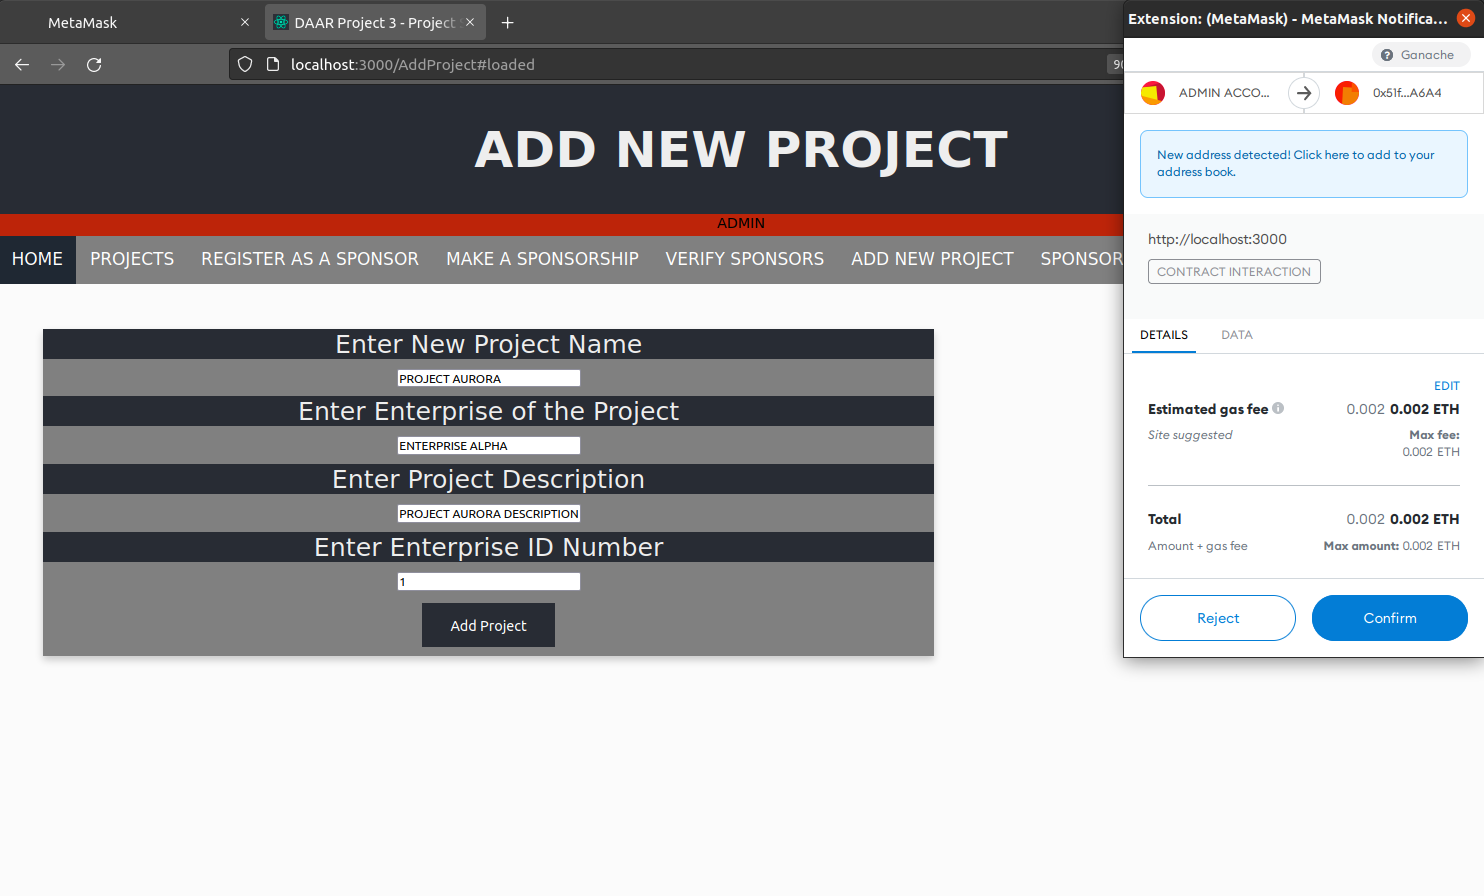 MetaMask
DAAR Project 3 - Project
Extension: (MetaMask) - MetaMask Notifica...
localhost:3000/AddProject#loaded
90
Ganache
ADMIN ACCO...
0x51f...A6A4
ADD NEW PROJECT
New address detected! Click here to add to your
address book.
ADMIN
HOME
PROJECTS
REGISTER AS A SPONSOR
MAKE A SPONSORSHIP
VERIFY SPONSORS
ADD NEW PROJECT
SPONSOR
http://localhost:3000
CONTRACT INTERACTION
DETAILS
DATA
Enter New Project Name
PROJECT AURORA
Enter Enterprise of the Project
ENTERPRISE ALPHA
Enter Project Description
PROJECT AURORA DESCRIPTION
Enter Enterprise ID Number
1
Add Project
EDIT
Estimated gas fee
0.002 0.002 ETH
Site suggested
Max fee:
0.002 ETH
Total
0.002 0.002 ETH
Amount + gas fee
Max amount: 0.002 ETH
Reject
Confirm